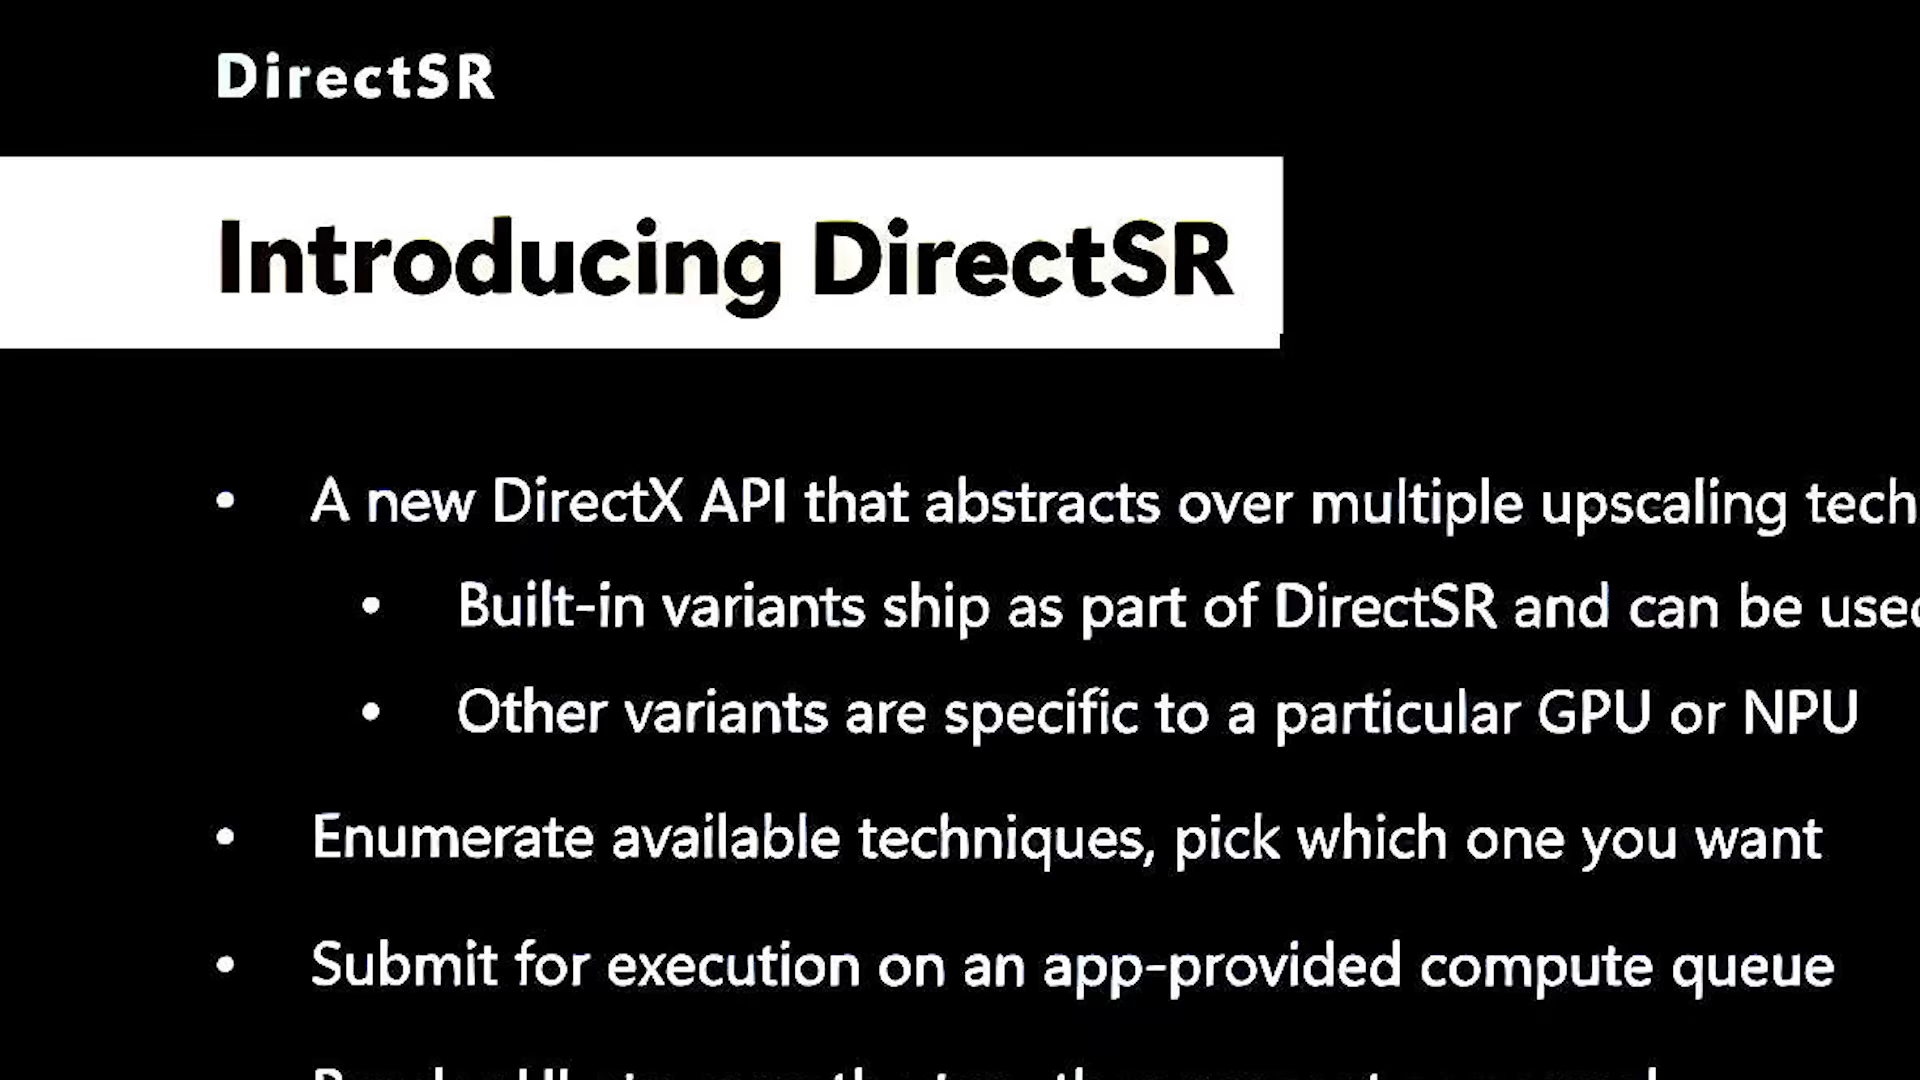 DirectSR
Introducing DirectSR
• A new DirectX API that abstracts over multiple upscaling tech
• Built-in variants ship as part of DirectSR and can be used
• Other variants are specific to a particular GPU or NPU
• Enumerate available techniques, pick which one you want
• Submit for execution on an app-provided compute queue